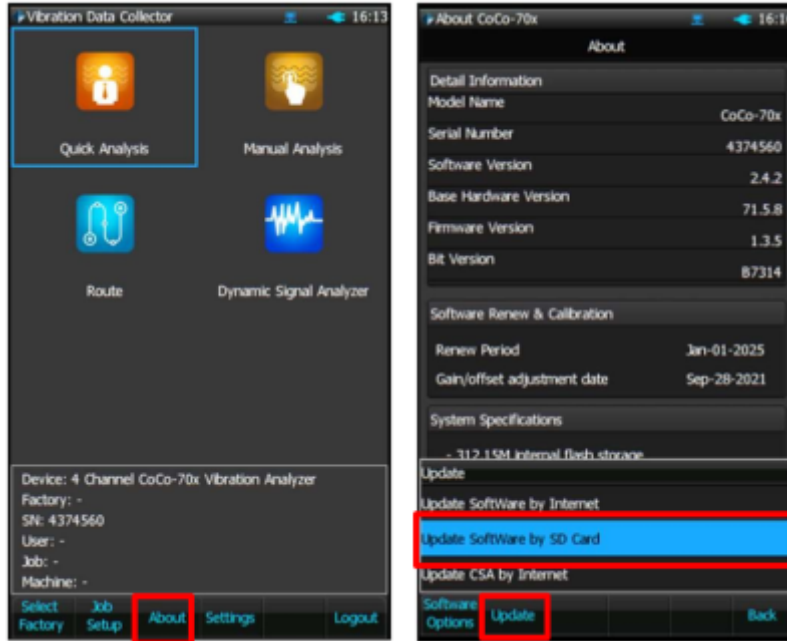 Vibration Data Collector
16:13
Quick Analysis
Manual Analysis
Route
Dynamic Signal Analyzer
Device: 4 Channel CoCo-70x Vibration Analyzer
Factory: -
SN: 4374560
User: -
Job: -
Machine: -
Select Factory
Job Setup
About
Settings
Logout
About CoCo-70x
About
Detail Information
Model Name
CoCo-70x
Serial Number
4374560
Software Version
2.4.2
Base Hardware Version
71.5.8
Firmware Version
1.3.5
Bit Version
B7314
Software Renew & Calibration
Renew Period
Jan-01-2025
Gain/offset adjustment date
Sep-28-2021
System Specifications
- 312.15M internal flash storage
Update
Update SoftWare by Internet
Update SoftWare by SD Card
Update CSA by Internet
Software Options
Update
Back